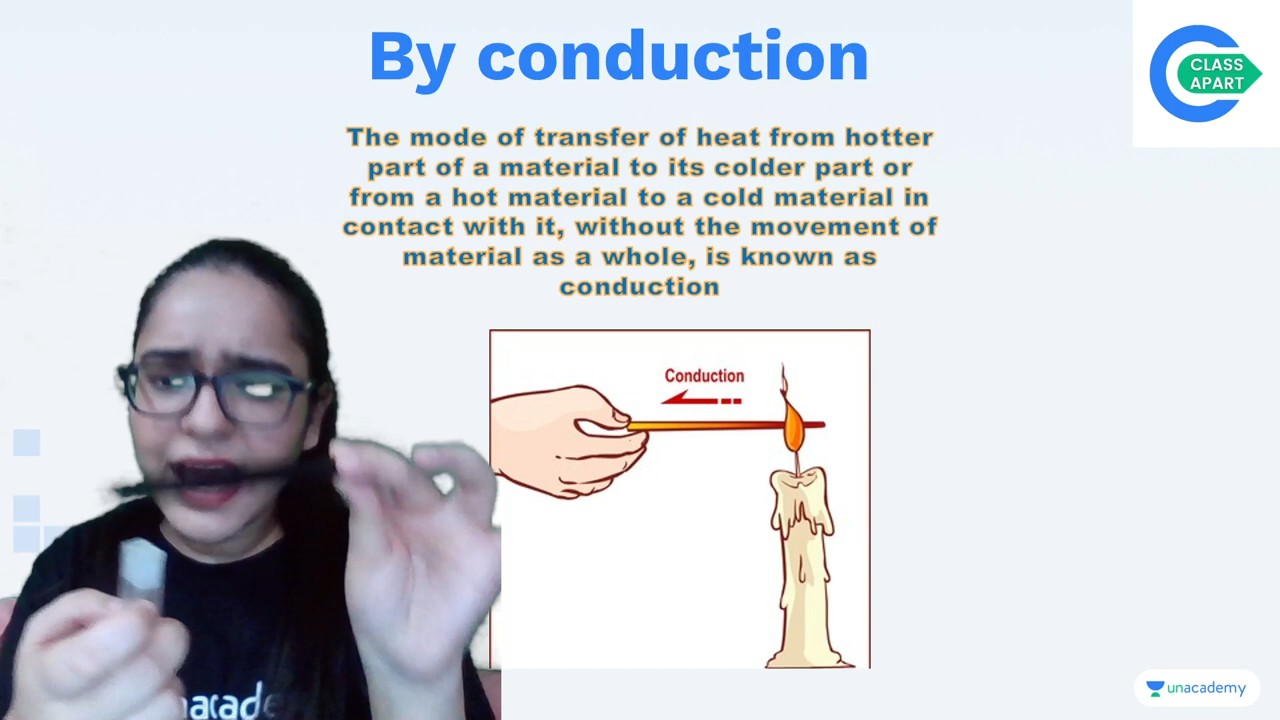 By conduction
CLASS
APART
The mode of transfer of heat from hotter
part of a material to its colder part or
from a hot material to a cold material in
contact with it, without the movement of
material as a whole, is known as
conduction
Conduction
unacademy